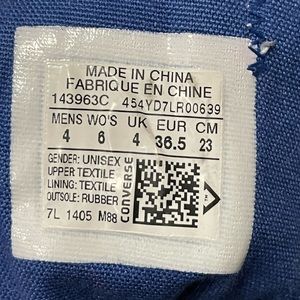 MADE IN CHINA
FABRIQUE EN CHINE
143963C 454YD7LR00639
MENS WO'S UK EUR CM
4 6 4 36.5 23
GENDER: UNISEX
UPPER: TEXTILE
LINING: TEXTILE
OUTSOLE: RUBBER
7L 1405 M88
CONVERSE